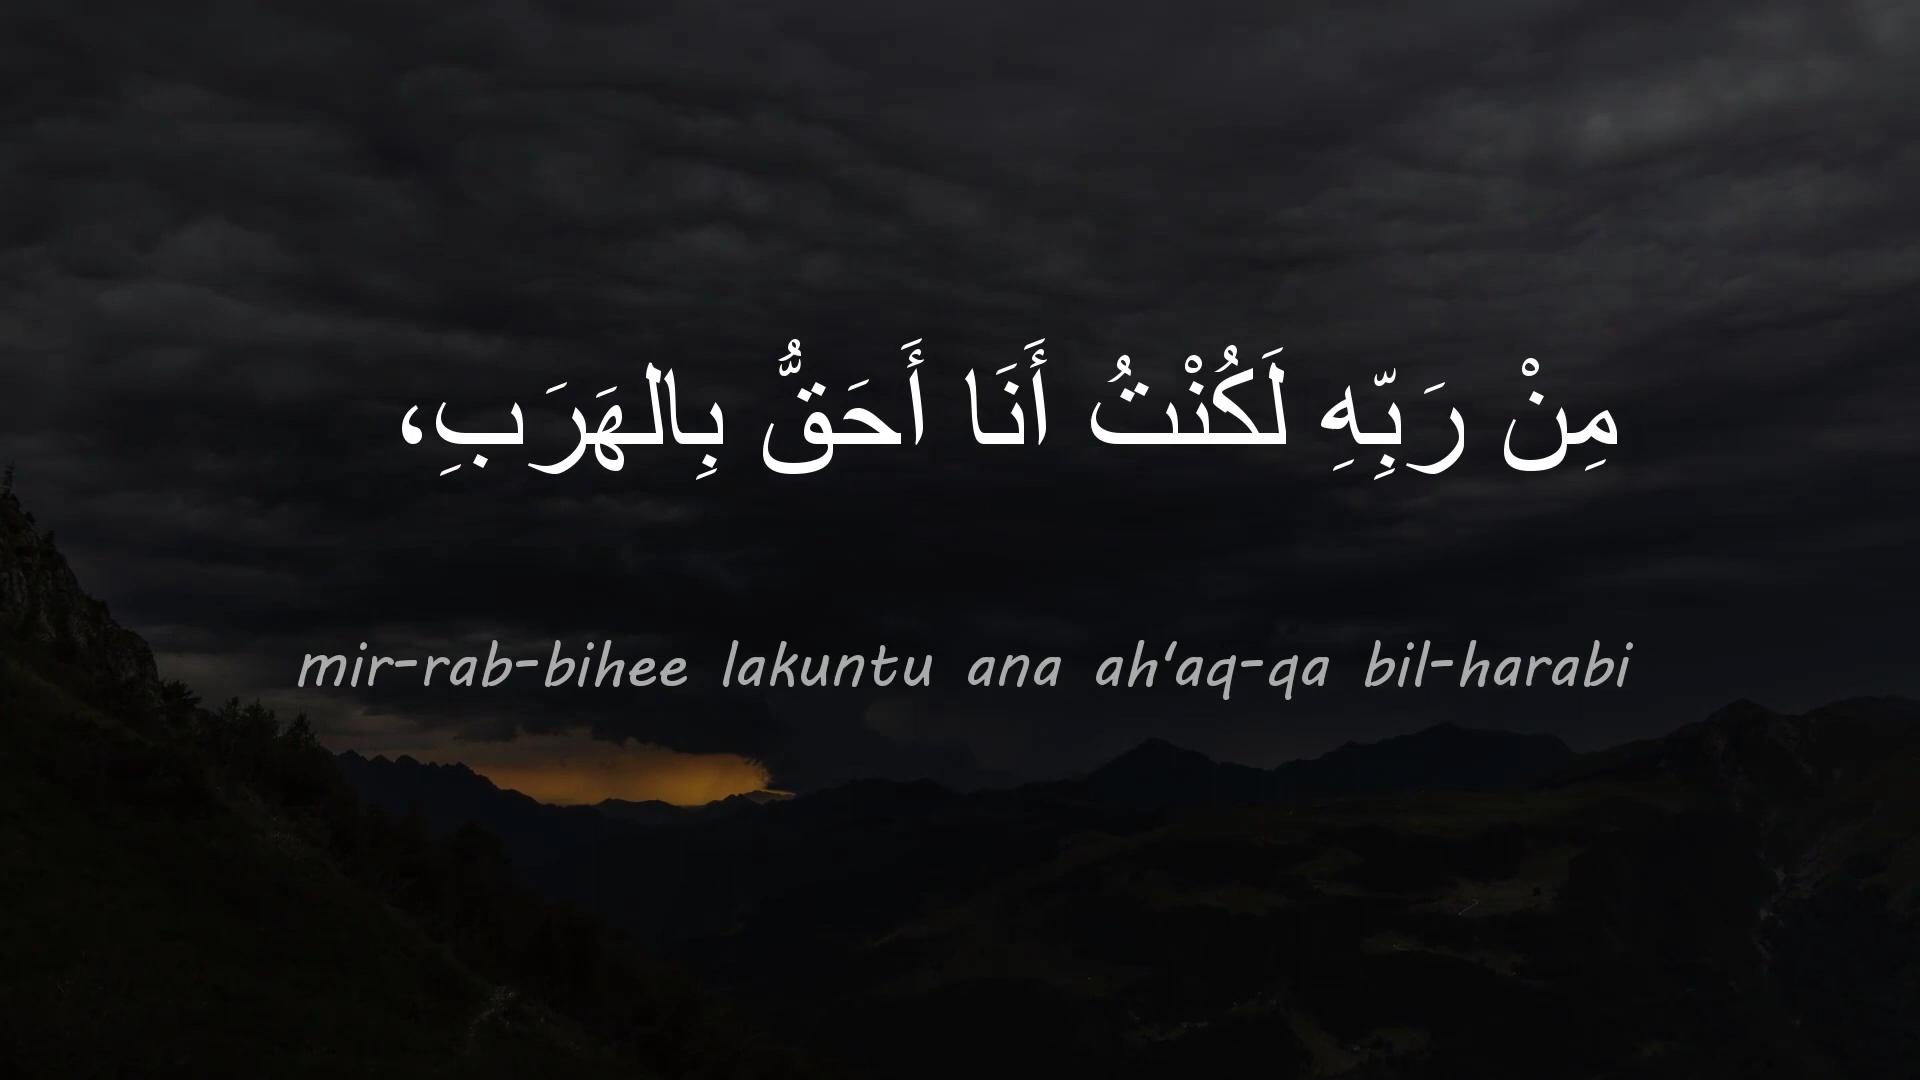 مِنْ رَبِّهِ لَكُنْتُ أَنَا أَحَقُّ بِالهَرَبِ،
mir-rab-bihee lakuntu ana ah‘aq-qa bil-harabi